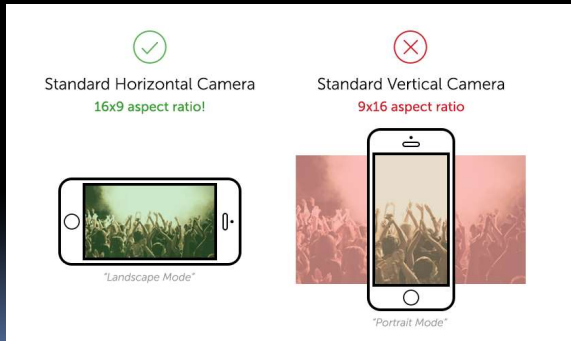 Standard Horizontal Camera
16x9 aspect ratio!
"Landscape Mode"
Standard Vertical Camera
9x16 aspect ratio
"Portrait Mode"